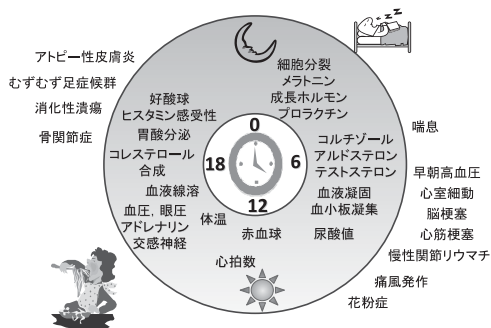 アトピー性皮膚炎
むずむず足症候群
消化性潰瘍
骨関節症
好酸球
ヒスタミン感受性
胃酸分泌
コレステロール
合成
血液線溶
血圧, 眼圧
アドレナリン
交感神経
体温
心拍数
赤血球
細胞分裂
メラトニン
成長ホルモン
プロラクチン
コルチゾール
アルドステロン
テストステロン
血液凝固
血小板凝集
尿酸値
0
6
12
18
zzz
喘息
早朝高血圧
心室細動
脳梗塞
心筋梗塞
慢性関節リウマチ
痛風発作
花粉症